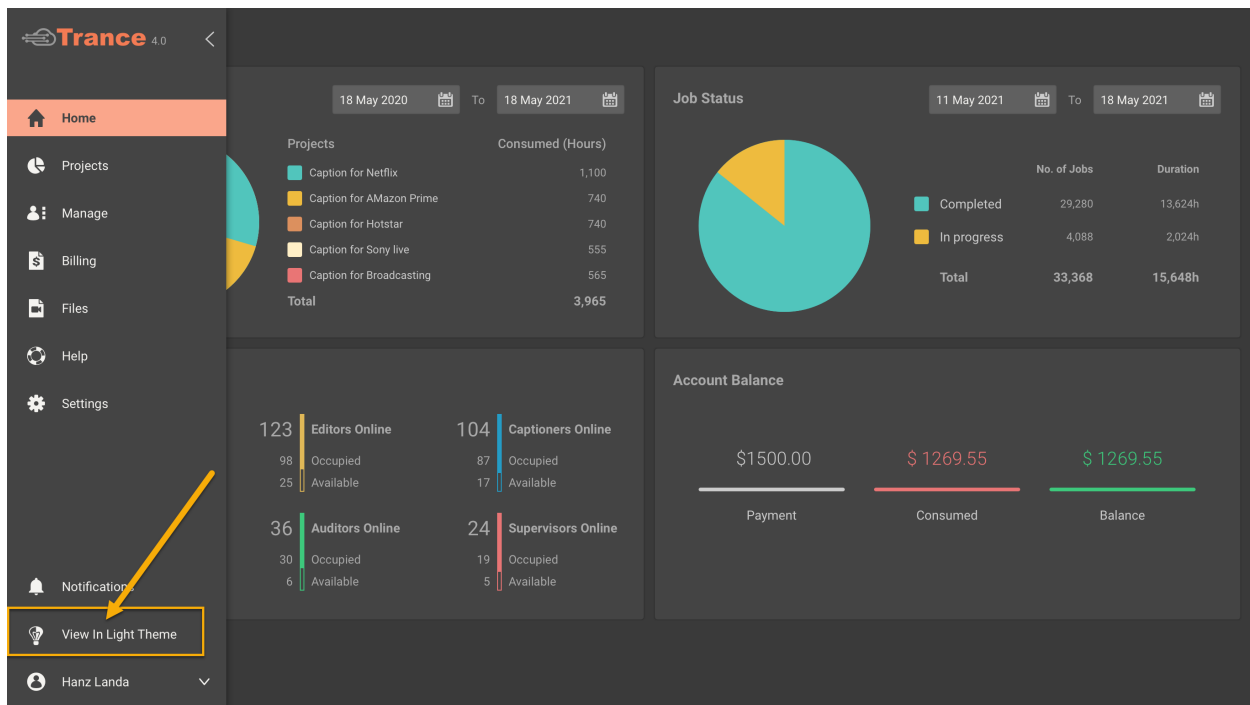 Trance 4.0
Home
Projects
Manage
Billing
Files
Help
Settings
Notifications
View In Light Theme
Hanz Landa
18 May 2020 To 18 May 2021
Projects Consumed (Hours)
Caption for Netflix 1,100
Caption for AMazon Prime 740
Caption for Hotstar 740
Caption for Sony live 555
Caption for Broadcasting 565
Total 3,965
Job Status 11 May 2021 To 18 May 2021
No. of Jobs Duration
Completed 29,280 13,624h
In progress 4,088 2,024h
Total 33,368 15,648h
123 Editors Online
98 Occupied
25 Available
104 Captioners Online
87 Occupied
17 Available
36 Auditors Online
30 Occupied
6 Available
24 Supervisors Online
19 Occupied
5 Available
Account Balance
$1500.00 $ 1269.55 $ 1269.55
Payment Consumed Balance